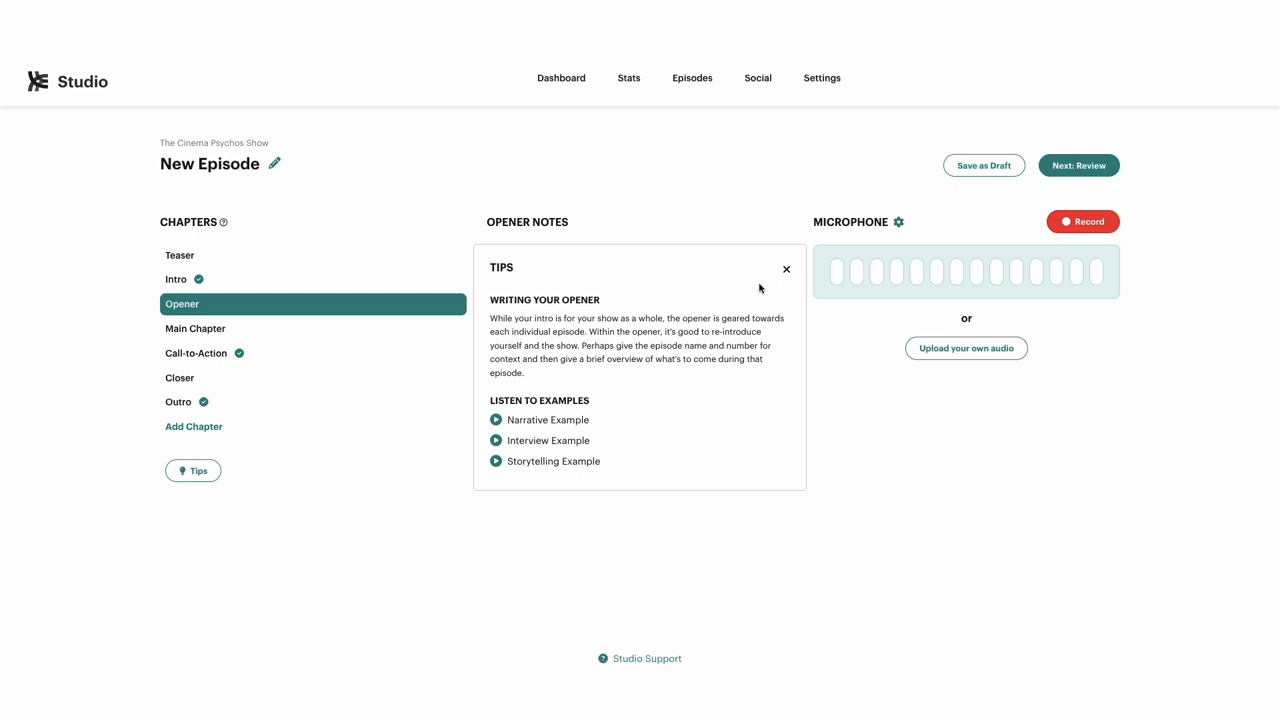 Studio
Dashboard
Stats
Episodes
Social
Settings
The Cinema Psychos Show
New Episode
Save as Draft
Next: Review
CHAPTERS
Teaser
Intro
Opener
Main Chapter
Call-to-Action
Closer
Outro
Add Chapter
Tips
OPENER NOTES
TIPS
WRITING YOUR OPENER
While your intro is for your show as a whole, the opener is geared towards
each individual episode. Within the opener, it's good to re-introduce
yourself and the show. Perhaps give the episode name and number for
context and then give a brief overview of what's to come during that
episode.
LISTEN TO EXAMPLES
Narrative Example
Interview Example
Storytelling Example
MICROPHONE
Record
or
Upload your own audio
Studio Support